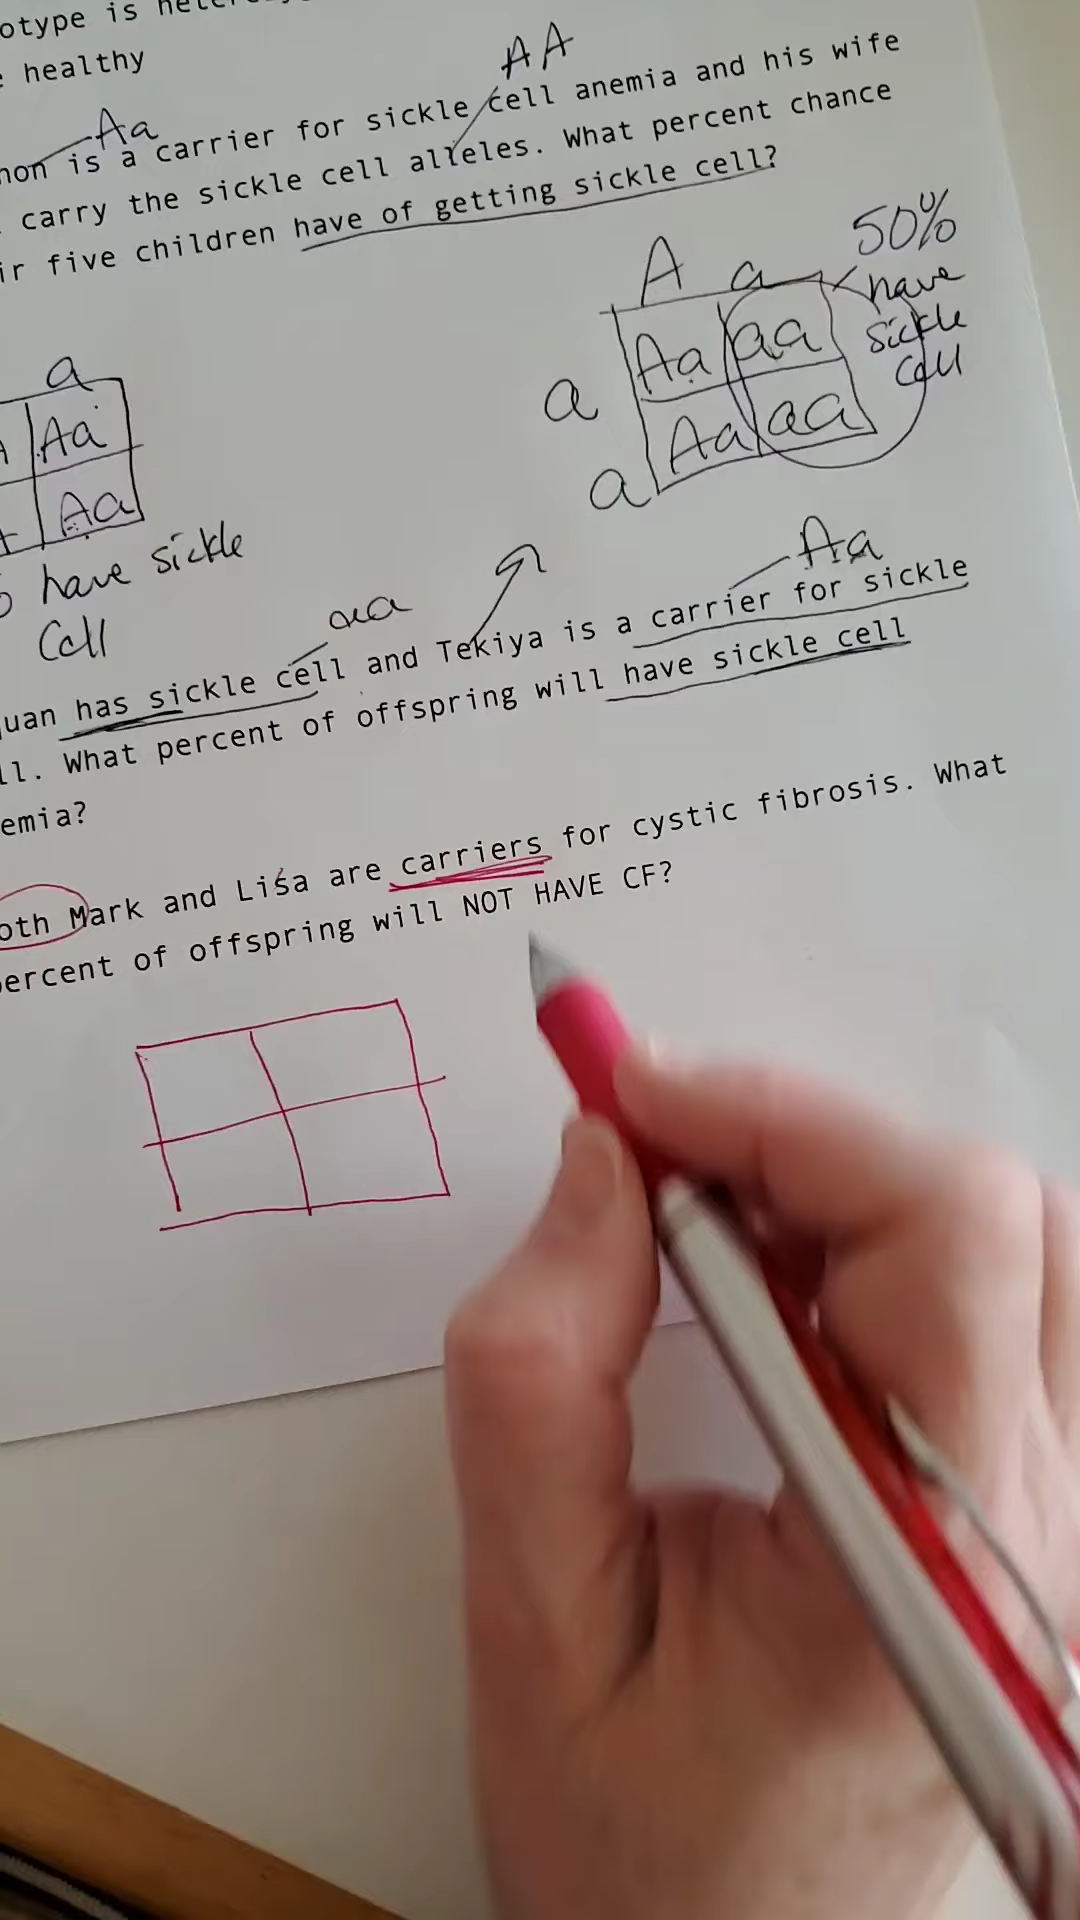 otype is
healthy
AA
Aa
non is a carrier for sickle cell anemia and his wife
carry the sickle cell alleles. What percent chance
ir five children have of getting sickle cell?
50%
have
sickle
cell
A a
a Aa aa
a Aa aa
a
Aa
Aa
have sickle
Cell
Aa
aa
quan has sickle cell and Tekiya is a carrier for sickle
ll. What percent of offspring will have sickle cell
emia?
oth Mark and Lisa are carriers for cystic fibrosis. What
percent of offspring will NOT HAVE CF?